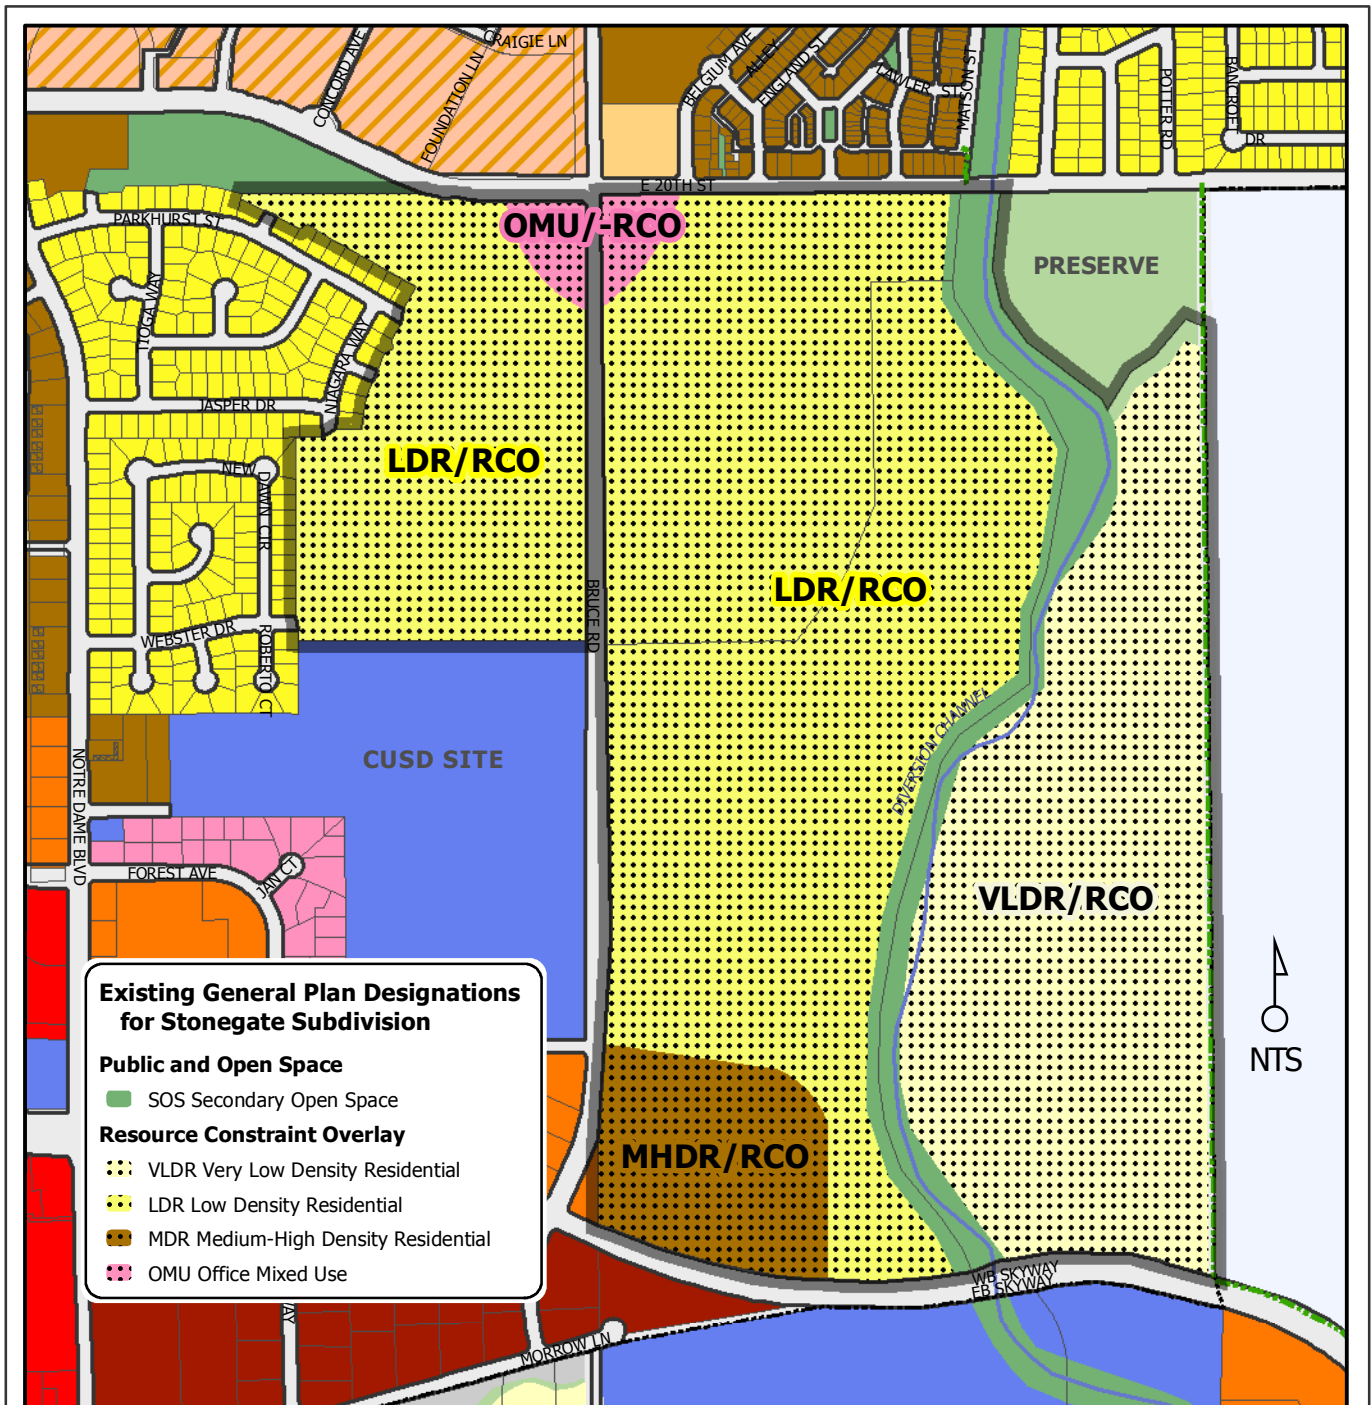 CRAIGIE LN
CONCORD AVE
FOUNDATION LN
BELGIUM AVE
ALLEY
ENGLAND ST
LAWLER ST
MATSON ST
POTTER RD
BANCROFT
DR
E 20TH ST
PARKHURST ST
OMU/-RCO
PRESERVE
TIOGA WAY
NIAGARA WAY
JASPER DR
LDR/RCO
NEW
DAWN CIR
BRUCE RD
LDR/RCO
WEBSTER DR
ROBERTO CT
DIVERSION CHANNEL
CUSD SITE
NOTRE DAME BLVD
FOREST AVE
JAN CT
VLDR/RCO
Existing General Plan Designations
for Stonegate Subdivision
Public and Open Space
SOS Secondary Open Space
Resource Constraint Overlay
VLDR Very Low Density Residential
LDR Low Density Residential
MDR Medium-High Density Residential
OMU Office Mixed Use
NTS
MHDR/RCO
WB SKYWAY
EB SKYWAY
MORROW LN